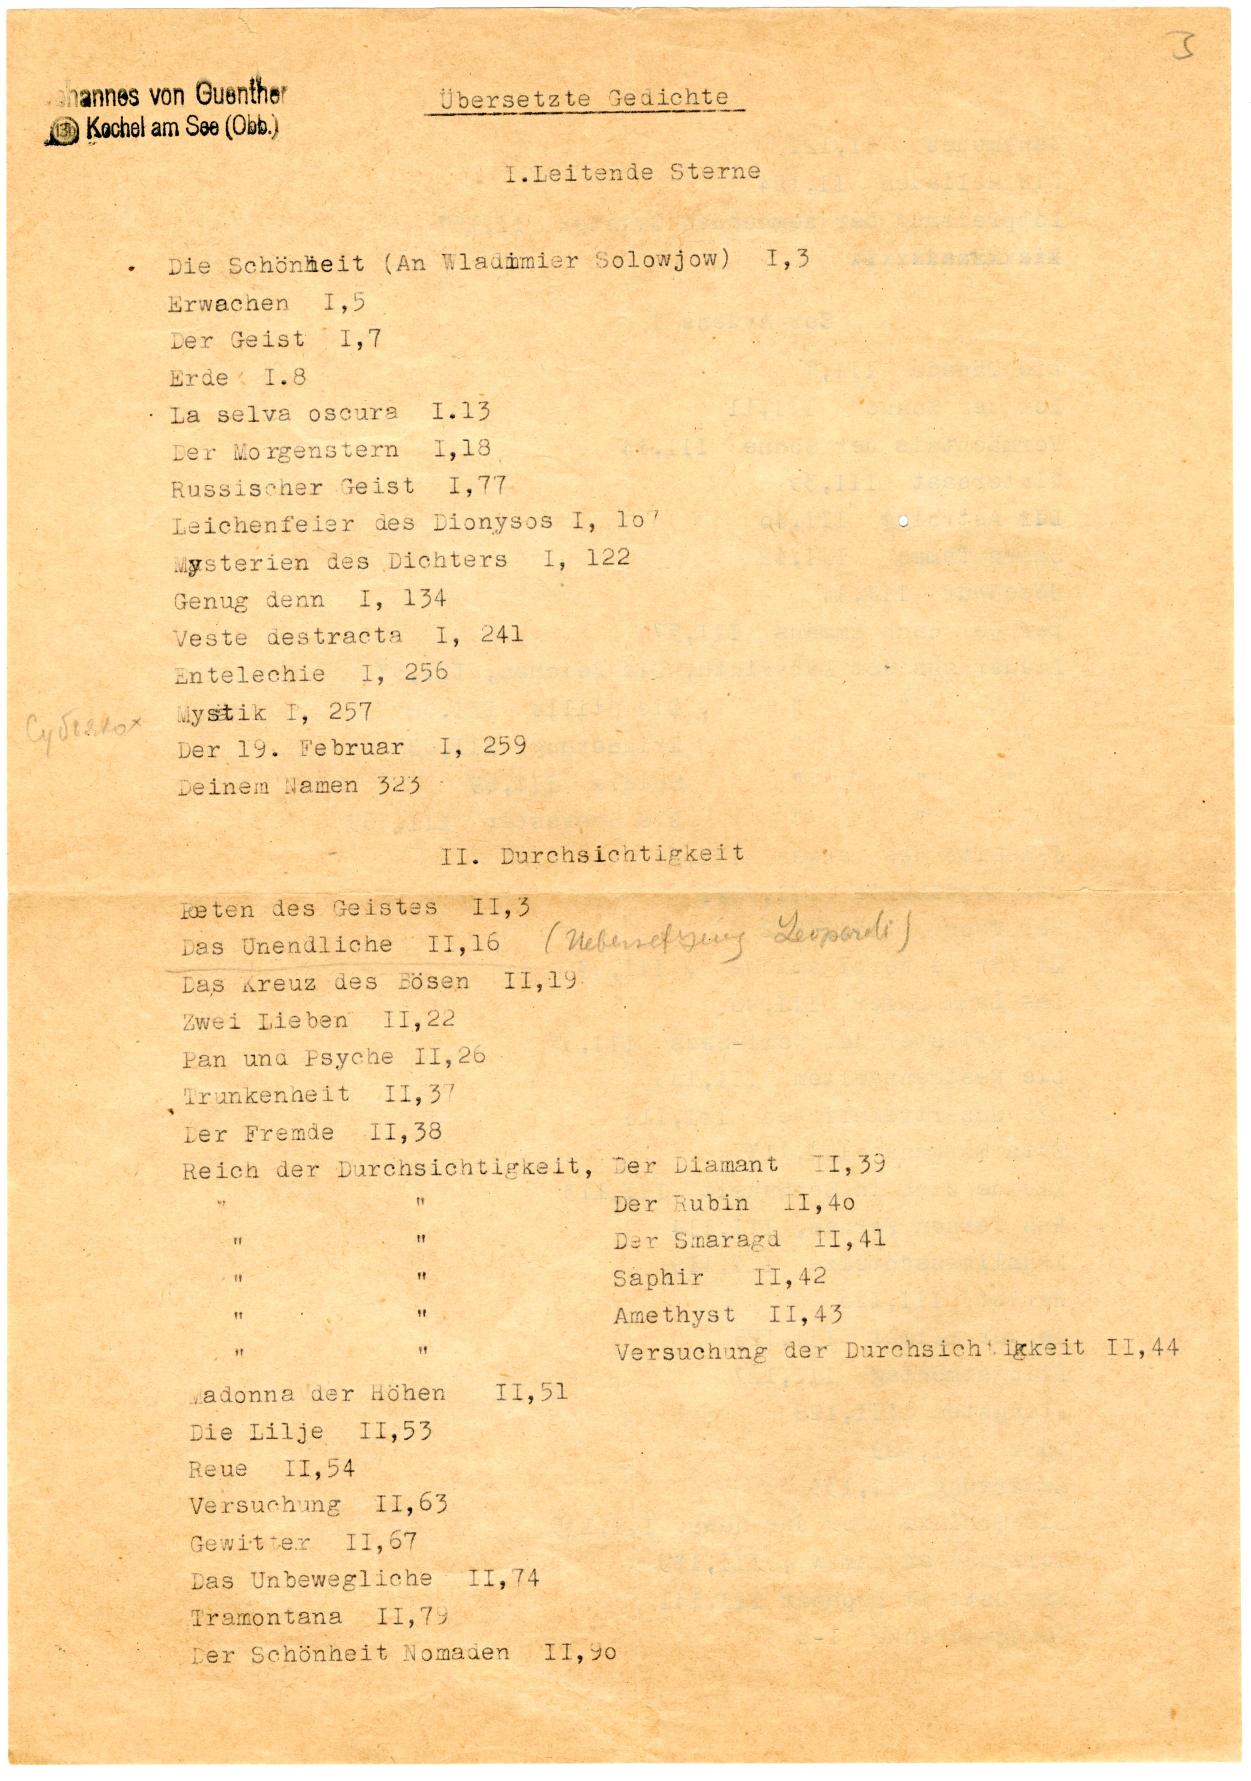 3
Johannes von Guenther
Kochel am See (Obb.)
Übersetzte Gedichte
I.Leitende Sterne
Die Schönheit (An Wladimmier Solowjow) I,3
Erwachen I,5
Der Geist I,7
Erde I.8
La selva oscura I.13
Der Morgenstern I,18
Russischer Geist I,77
Leichenfeier des Dionysos I, 1o7
Mysterien des Dichters I, 122
Genug denn I, 134
Veste destracta I, 241
Entelechie I, 256
Mystik I, 257
Der 19. Februar I, 259
Deinem Namen 323
II. Durchsichtigkeit
Poeten des Geistes II,3
Das Unendliche II,16 (Uebersetzung Leopardi)
Das Kreuz des Bösen II,19
Zwei Lieben II,22
Pan und Psyche II,26
Trunkenheit II,37
Der Fremde II,38
Reich der Durchsichtigkeit, Der Diamant II,39
" " Der Rubin II,4o
" " Der Smaragd II,41
" " Saphir II,42
" " Amethyst II,43
" " Versuchung der Durchsichtigkeit II,44
Madonna der Höhen II,51
Die Lilje II,53
Reue II,54
Versuchung II,63
Gewitter II,67
Das Unbewegliche II,74
Tramontana II,79
Der Schönheit Nomaden II,9o